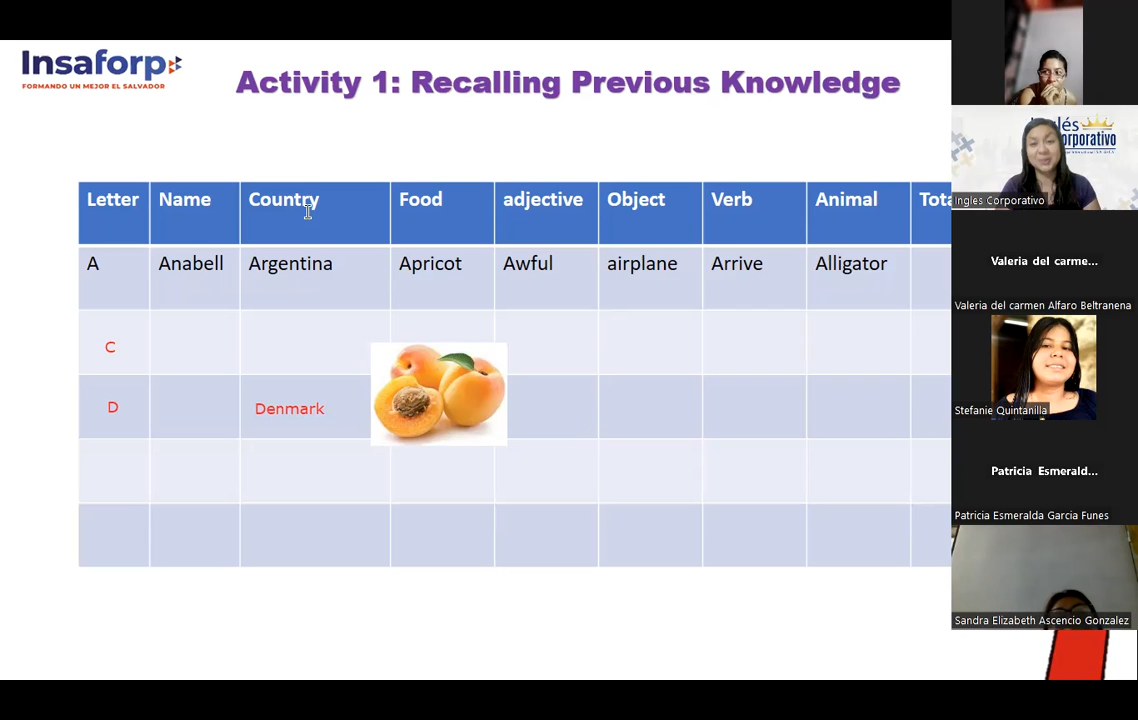 Insaforp
FORMANDO UN MEJOR EL SALVADOR
Activity 1: Recalling Previous Knowledge
Letter Name Country Food adjective Object Verb Animal Tota
A Anabell Argentina Apricot Awful airplane Arrive Alligator
C
D Denmark
Inglés Corporativo
Ingles Corporativo
Valeria del carme...
Valeria del carmen Alfaro Beltranena
Stefanie Quintanilla
Patricia Esmerald...
Patricia Esmeralda Garcia Funes
Sandra Elizabeth Ascencio Gonzalez